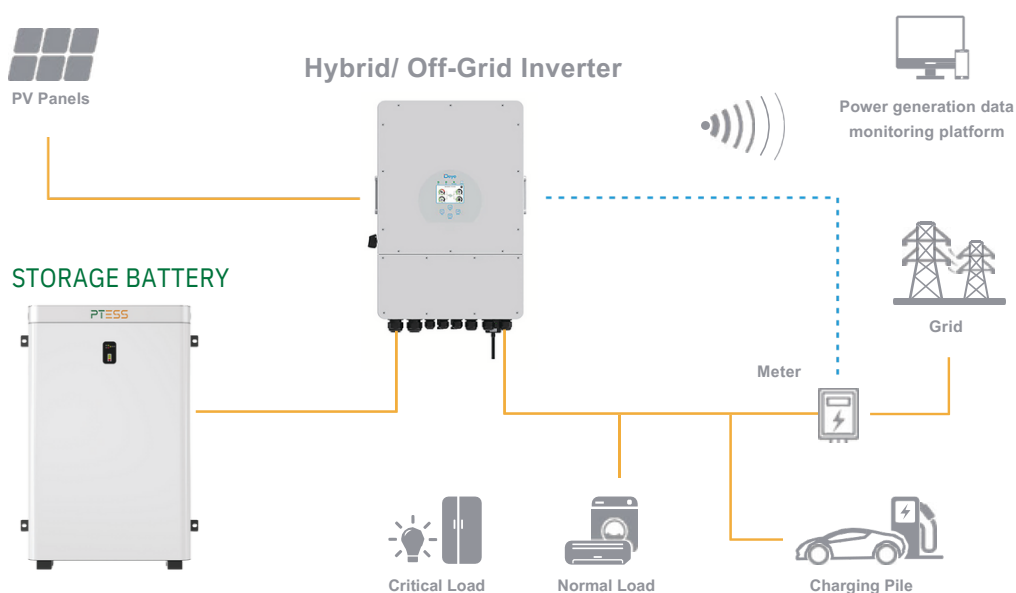 Hybrid/ Off-Grid Inverter
PV Panels
Power generation data
monitoring platform
Deye
STORAGE BATTERY
PTESS
Grid
Meter
Critical Load
Normal Load
Charging Pile